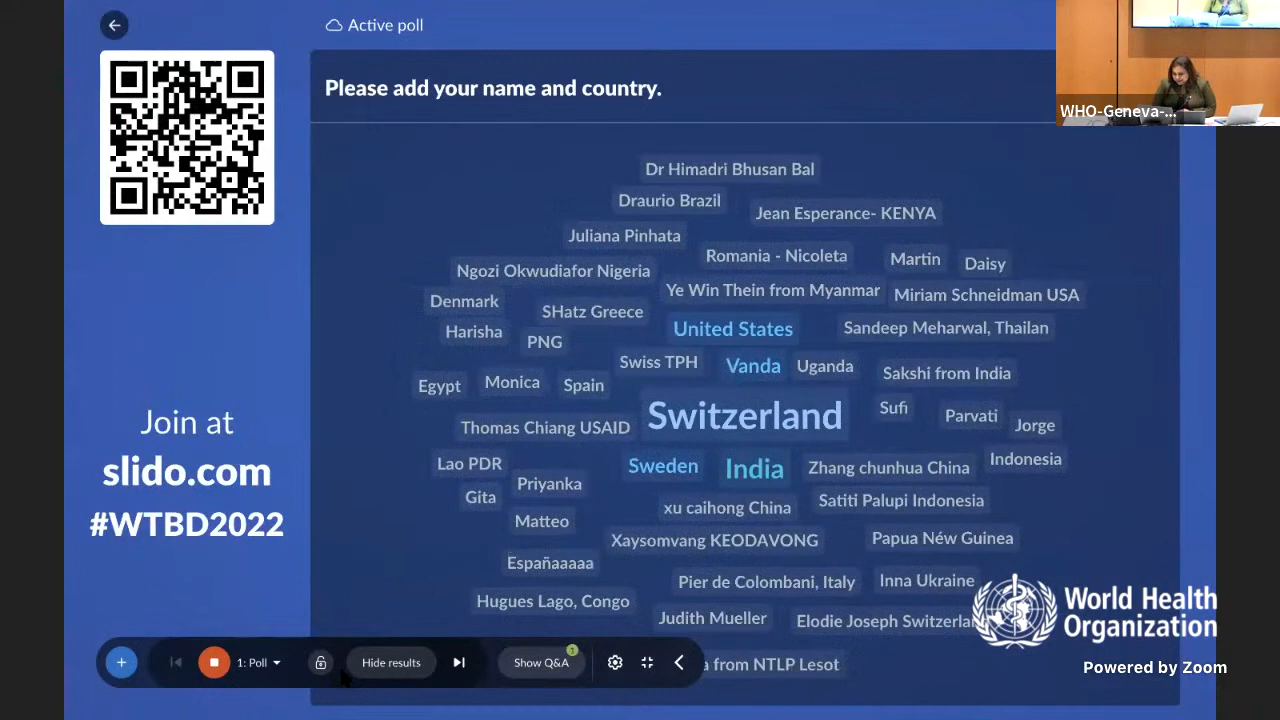 Active poll
Please add your name and country.
WHO-Geneva-...
Dr Himadri Bhusan Bal
Draurio Brazil
Jean Esperance- KENYA
Juliana Pinhata
Romania - Nicoleta
Martin
Daisy
Ngozi Okwudiafor Nigeria
Ye Win Thein from Myanmar
Miriam Schneidman USA
Denmark
SHatz Greece
United States
Sandeep Meharwal, Thailan
Harisha
PNG
Swiss TPH
Vanda
Uganda
Sakshi from India
Egypt
Monica
Spain
Switzerland
Sufi
Parvati
Jorge
Thomas Chiang USAID
Lao PDR
Sweden
India
Zhang chunhua China
Indonesia
Priyanka
Gita
xu caihong China
Satiti Palupi Indonesia
Matteo
Xaysomvang KEODAVONG
Papua Néw Guinea
Españaaaaa
Pier de Colombani, Italy
Inna Ukraine
Hugues Lago, Congo
Judith Mueller
Elodie Joseph Switzerla
a from NTLP Lesot
Join at
slido.com
#WTBD2022
1: Poll
Hide results
Show Q&A
1
World Health
Organization
Powered by Zoom